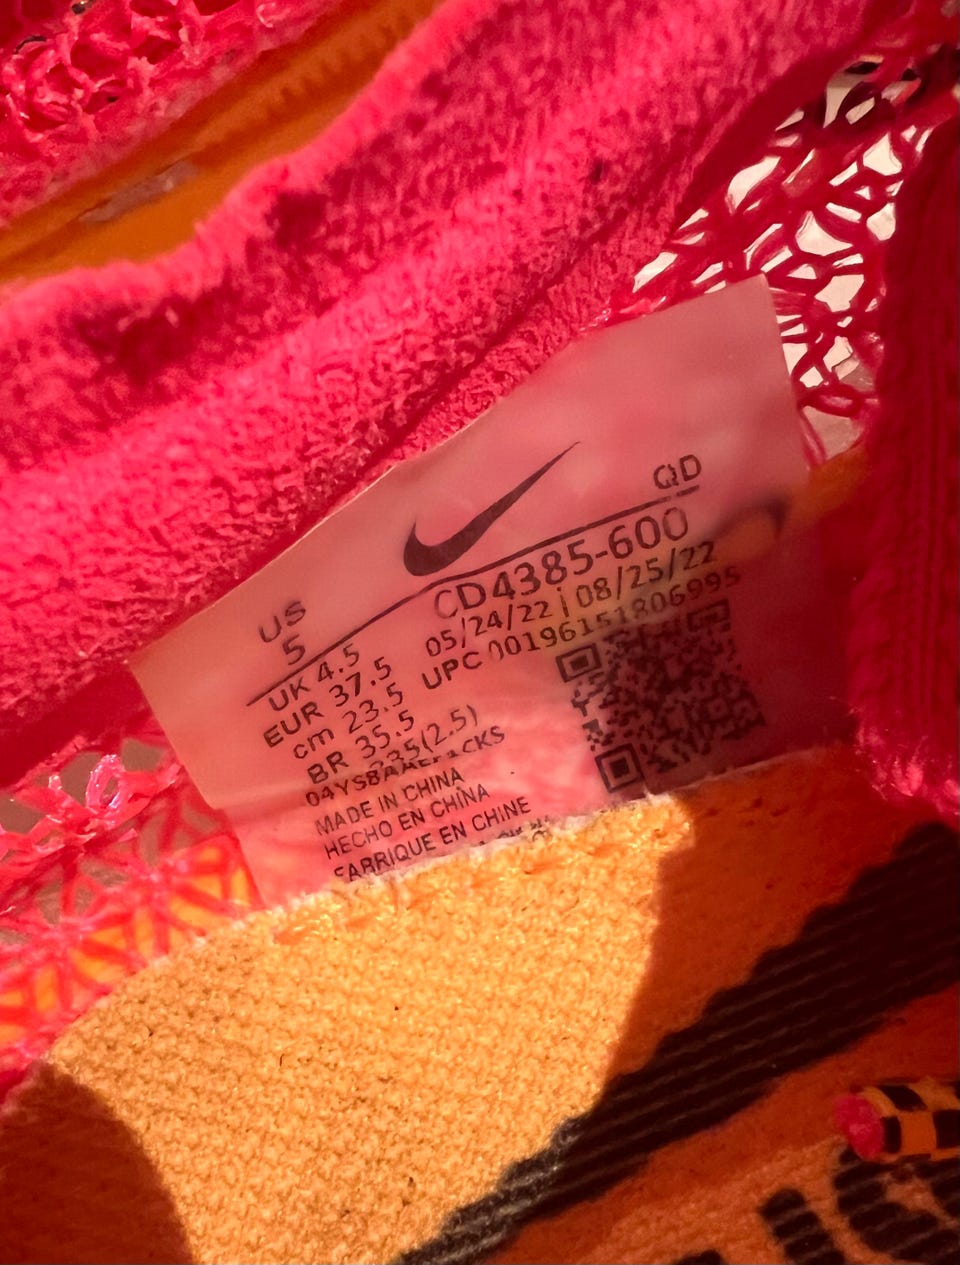 QD
US
5
CD4385-600
05/24/22 | 08/25/22
UPC 00196151806995
UK 4.5
EUR 37.5
cm 23.5
BR 35.5
235(2.5)
MADE IN CHINA
HECHO EN CHINA
FABRIQUE EN CHINE